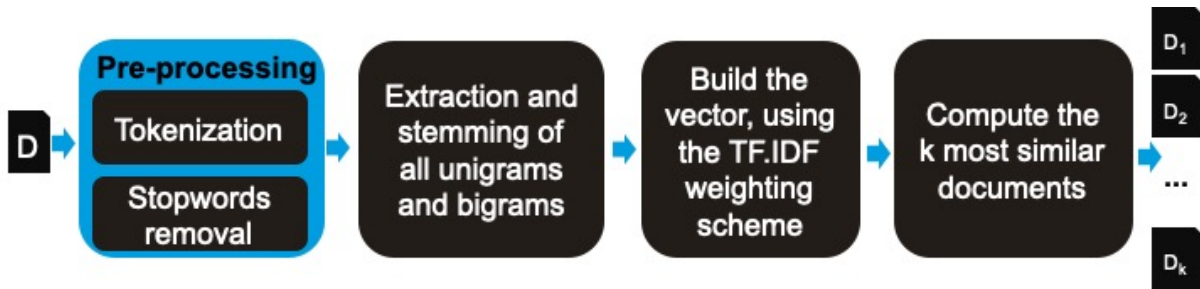 D
Pre-processing
Tokenization
Stopwords
removal
Extraction and
stemming of
all unigrams
and bigrams
Build the
vector, using
the TF.IDF
weighting
scheme
Compute the
k most similar
documents
D₁
D₂
...
Dₖ